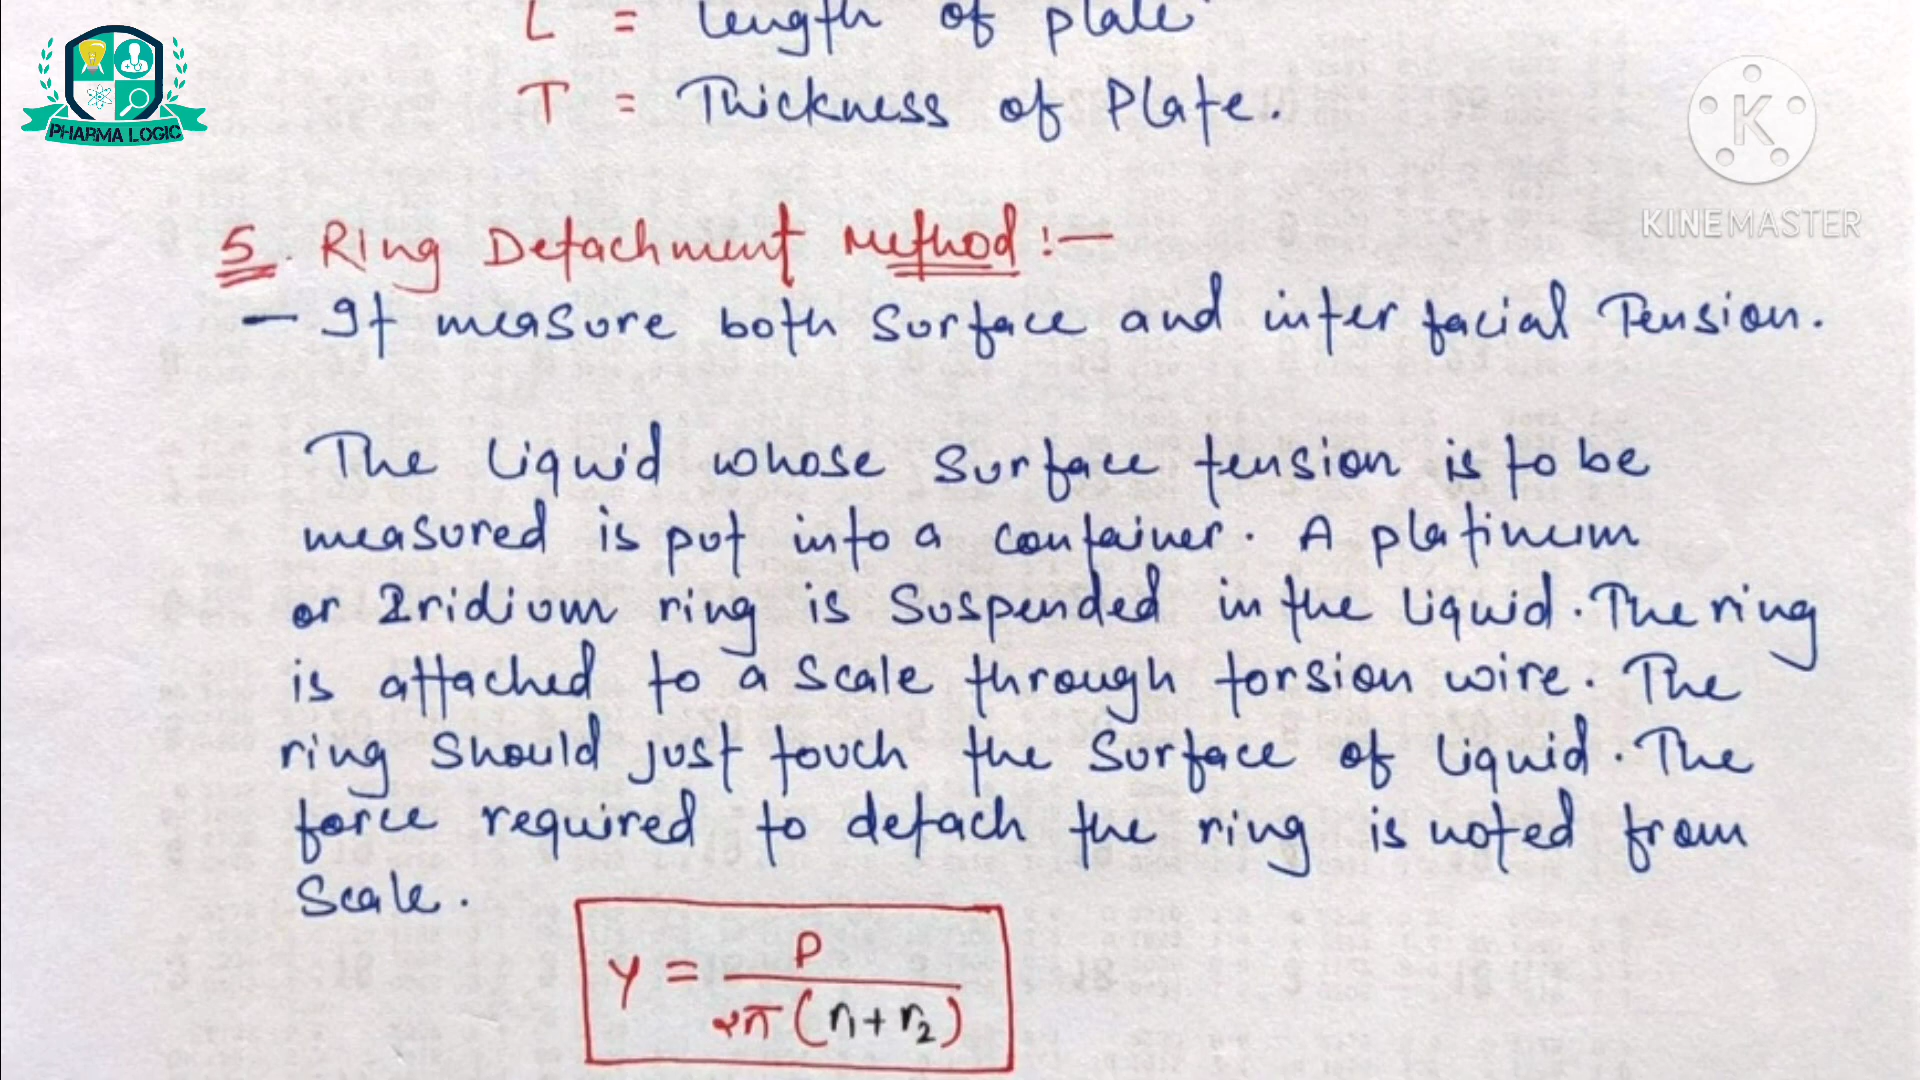 L = Length of plate
T = Thickness of Plate.
PHARMA LOGIC
K
KINEMASTER
5. Ring Detachment Method :-
- It measure both Surface and inter facial Tension.
The Liquid whose Surface tension is to be
measured is put into a container. A platinum
or Iridium ring is Suspended in the Liquid. The ring
is attached to a Scale through torsion wire. The
ring Should just touch the Surface of Liquid. The
force required to detach the ring is noted from
Scale.
γ = P / 2π (r1 + r2)